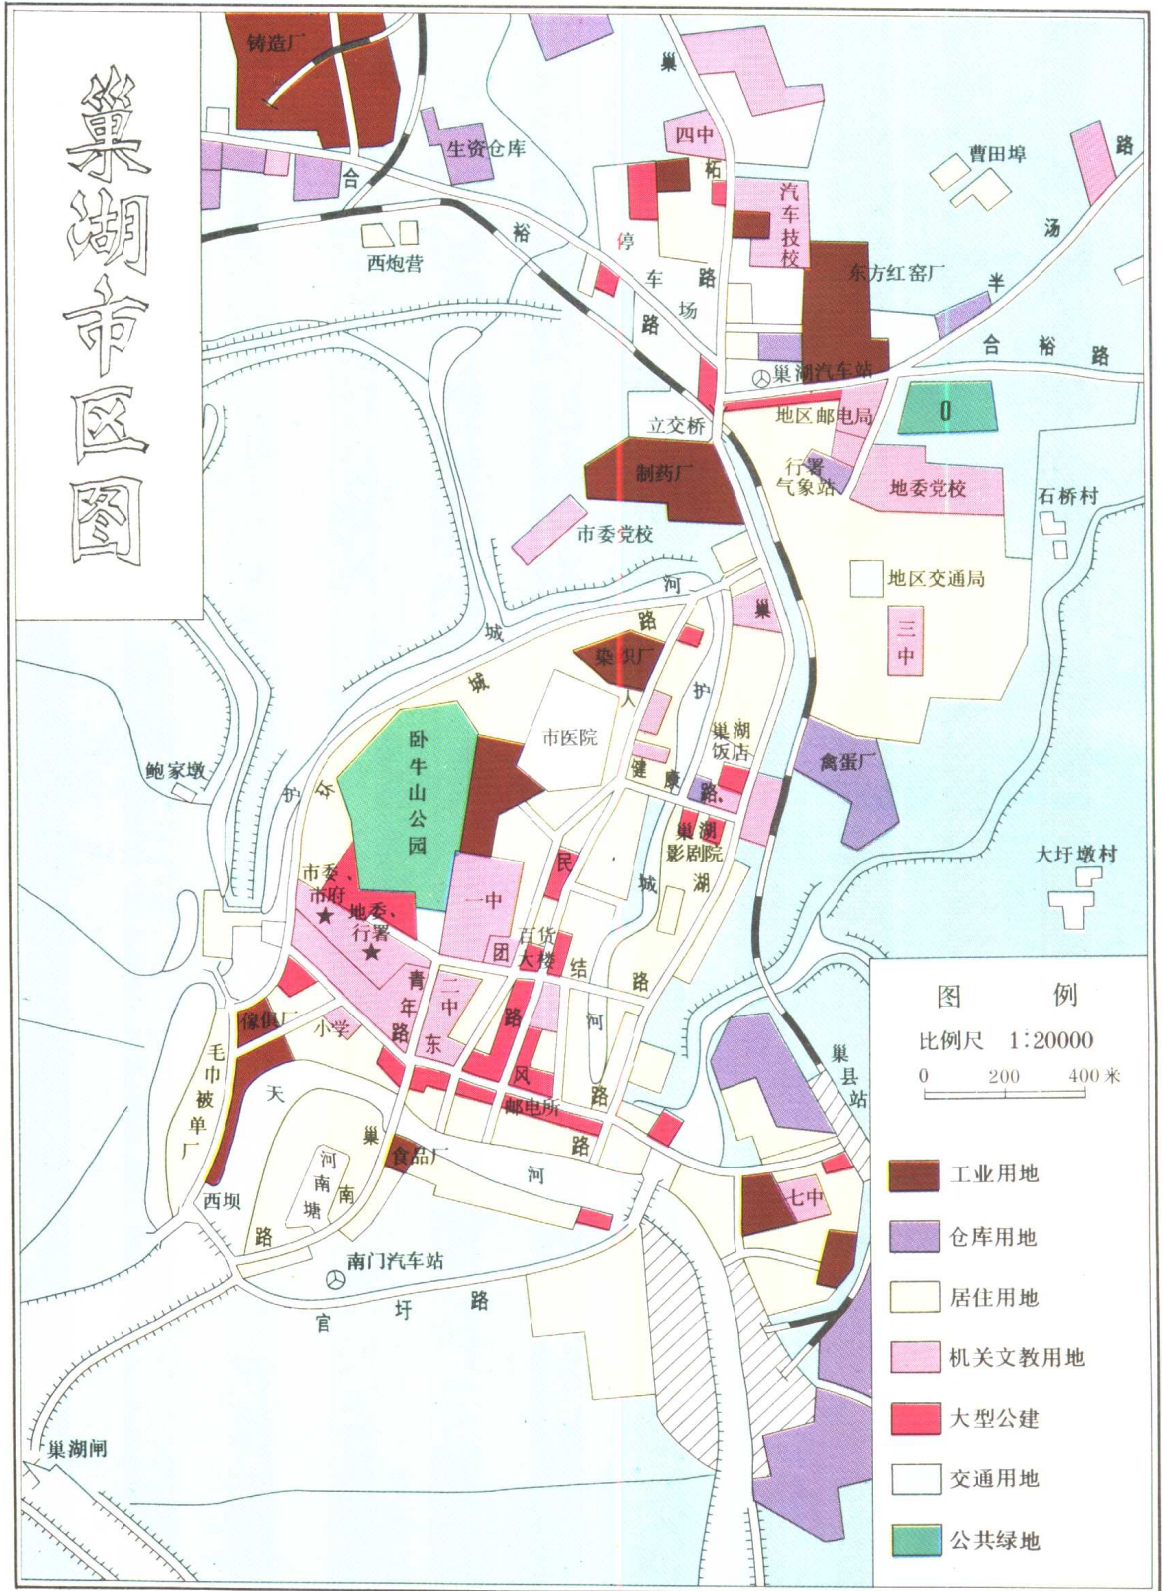 巢湖市区图
铸造厂
生资仓库
合
裕
路
西炮营
巢
柘
路
四中
停
车
场
汽车技校
曹田埠
东方红窑厂
半
汤
路
合裕路
巢湖汽车站
地区邮电局
立交桥
制药厂
行署
气象站
地委党校
市委党校
石桥村
地区交通局
三中
巢
河
城
护
环
城
路
染织厂
人
民
路
市医院
护
城
河
巢湖
饭店
健康路
禽蛋厂
巢湖
影剧院
湖
路
卧牛山公园
鲍家墩
大圩墩村
市委、
市府
地委、
行署
一中
百货
大楼
团
结
路
青年路
二中
东
风
路
傢俱厂
小学
毛巾被单厂
天
河
邮电所
巢
南
路
食品厂
河南塘
西坝
南门汽车站
官圩路
巢湖闸
巢县站
七中
图例
比例尺 1:20000
0 200 400米
工业用地
仓库用地
居住用地
机关文教用地
大型公建
交通用地
公共绿地